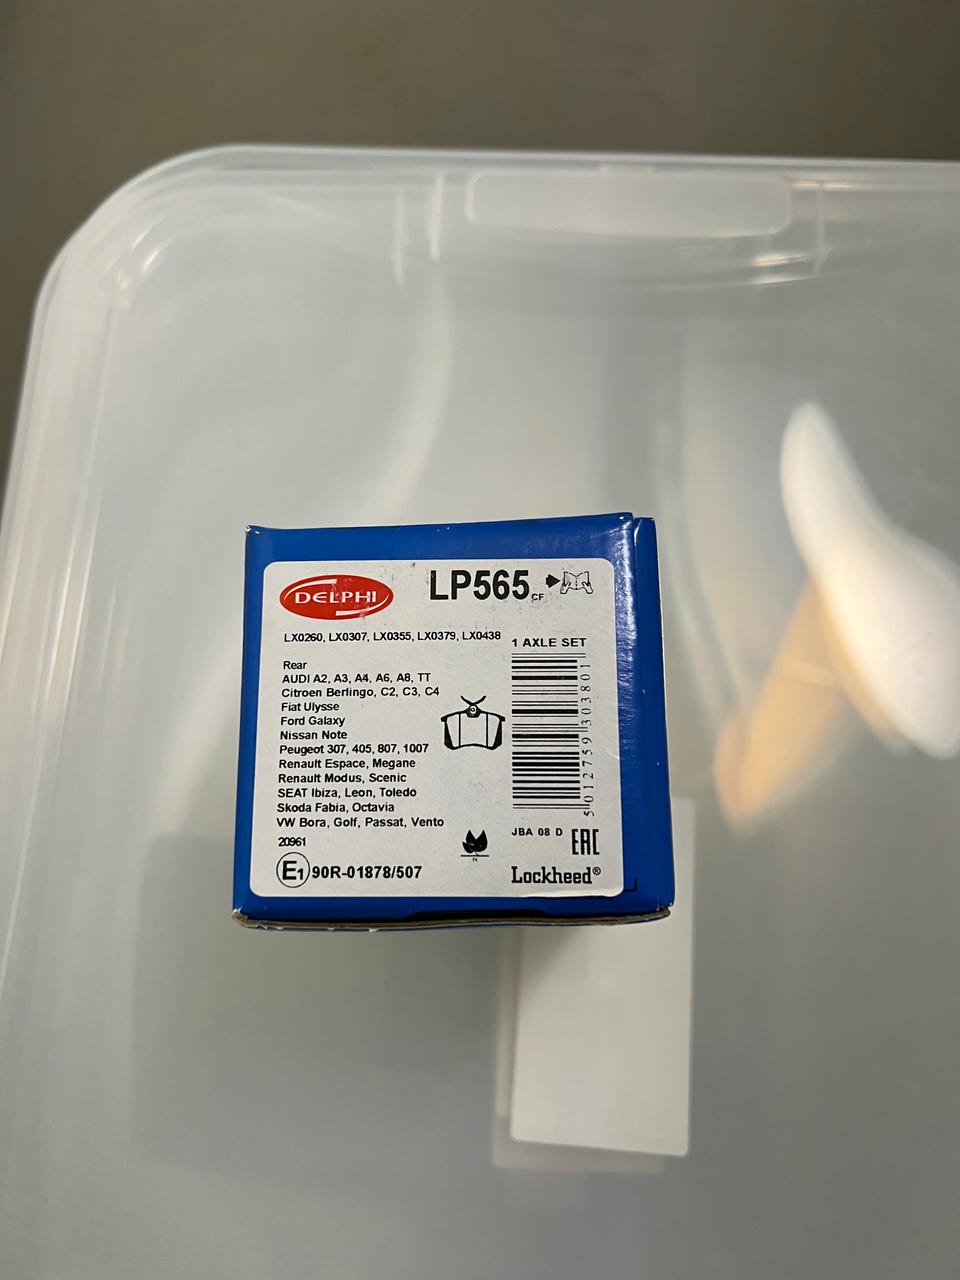 DELPHI
LP565 CF
LX0260, LX0307, LX0355, LX0379, LX0438
1 AXLE SET
Rear
AUDI A2, A3, A4, A6, A8, TT
Citroen Berlingo, C2, C3, C4
Fiat Ulysse
Ford Galaxy
Nissan Note
Peugeot 307, 405, 807, 1007
Renault Espace, Megane
Renault Modus, Scenic
SEAT Ibiza, Leon, Toledo
Skoda Fabia, Octavia
VW Bora, Golf, Passat, Vento
20961
E1 90R-01878/507
5012759303801
N
JBA 08 D
EAC
Lockheed®